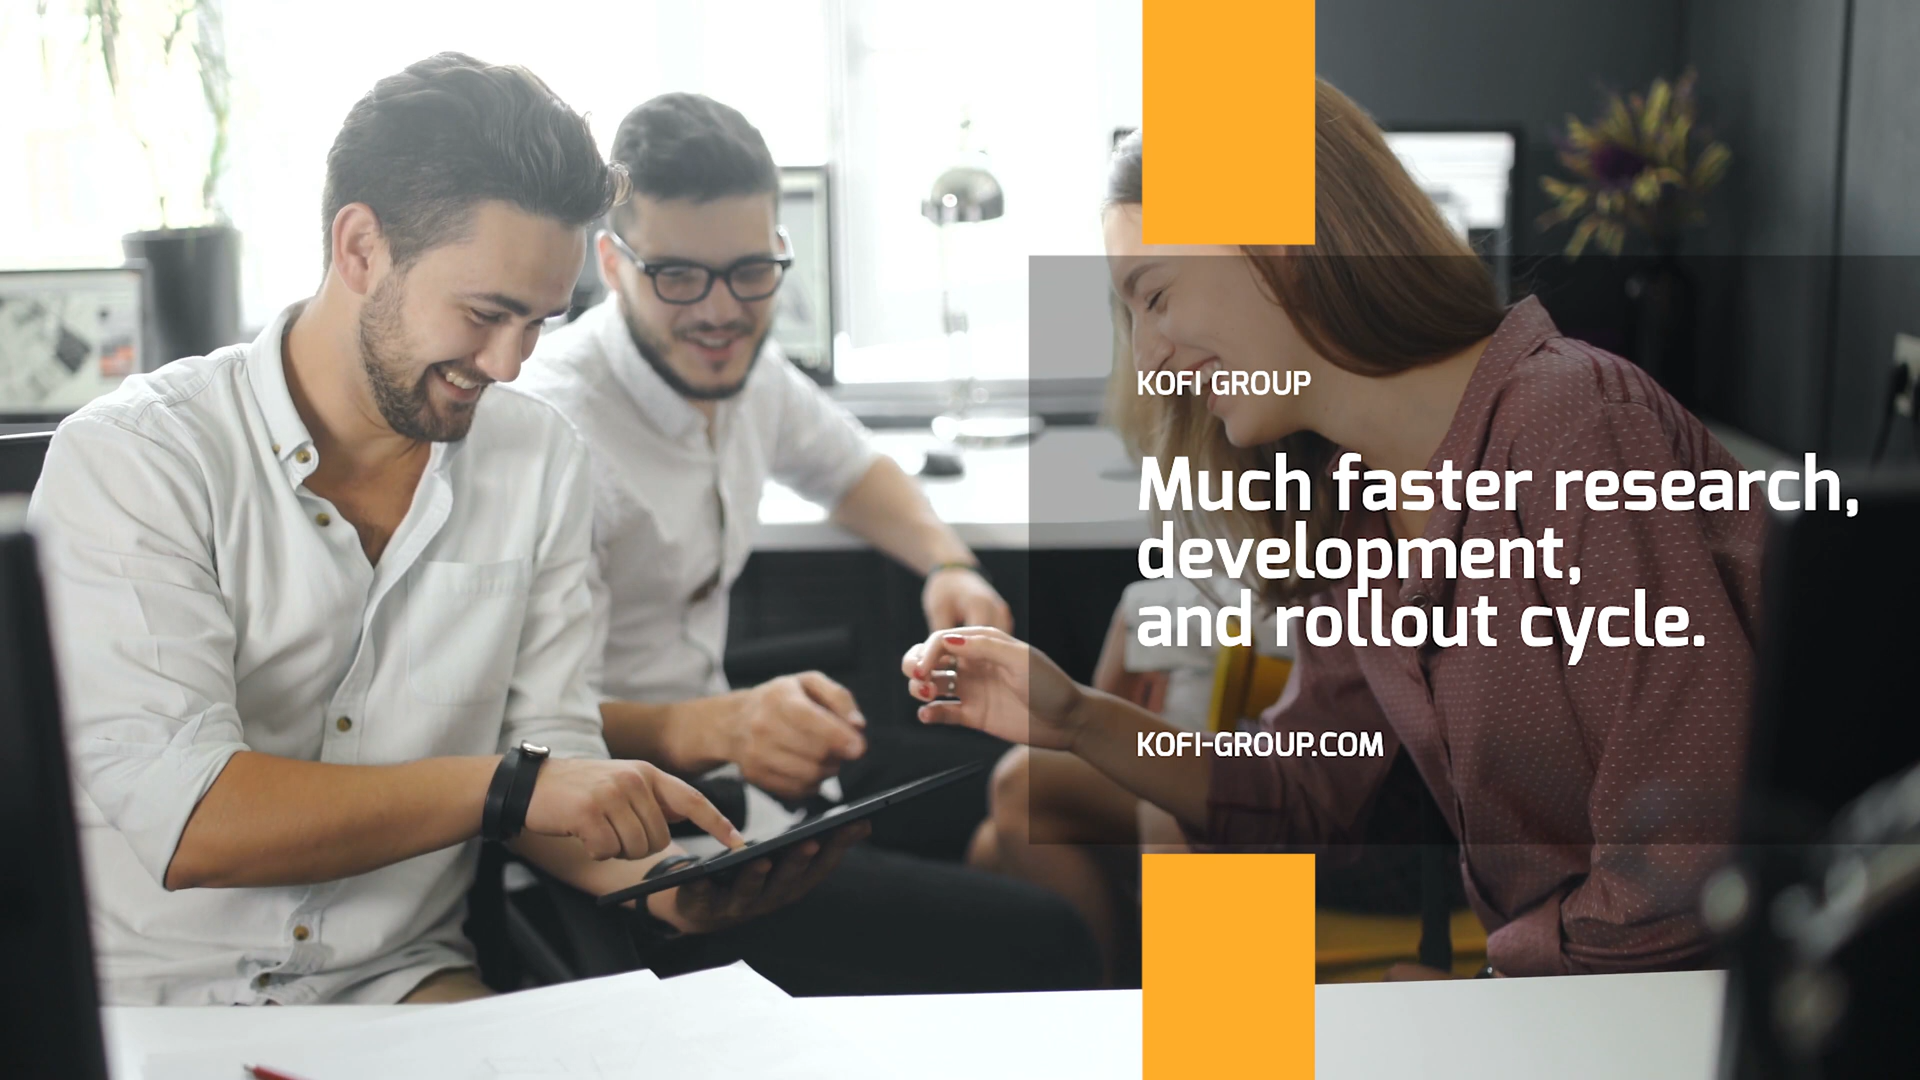 KOFI GROUP
Much faster research,
development,
and rollout cycle.
KOFI-GROUP.COM